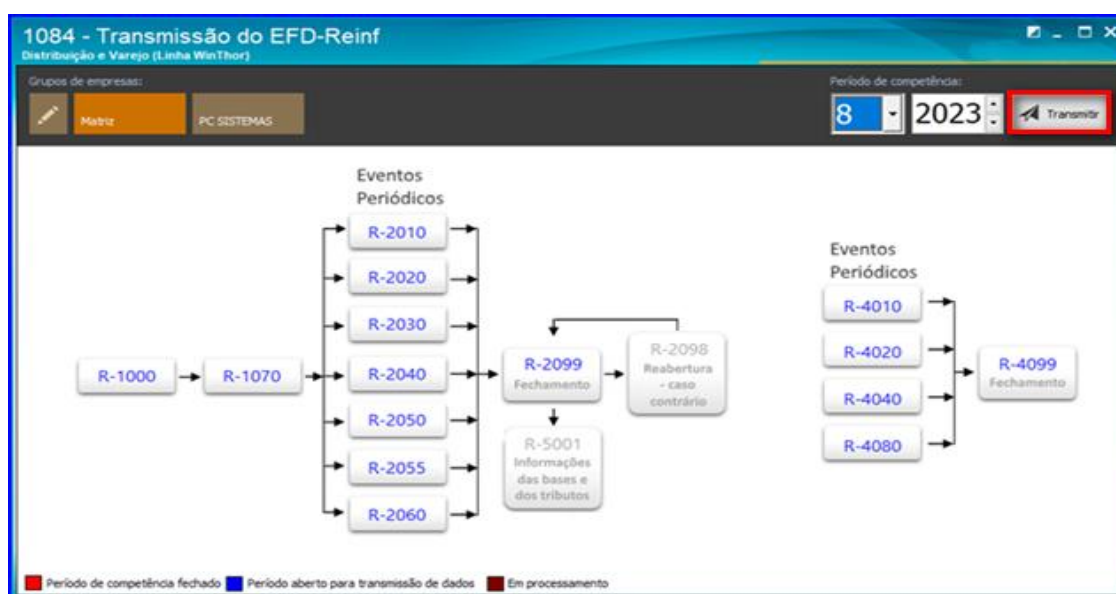 1084 - Transmissão do EFD-Reinf
Distribuição e Varejo (Linha WinThor)
Grupos de empresas:
Matriz
PC SISTEMAS
Período de competência:
8
2023
Transmitir
Eventos
Periódicos
R-2010
R-2020
R-2030
R-2040
R-2050
R-2055
R-2060
R-1000
R-1070
R-2099
Fechamento
R-2098
Reabertura
- caso
contrário
R-5001
Informações
das bases e
dos tributos
Eventos
Periódicos
R-4010
R-4020
R-4040
R-4080
R-4099
Fechamento
Período de competência fechado
Período aberto para transmissão de dados
Em processamento